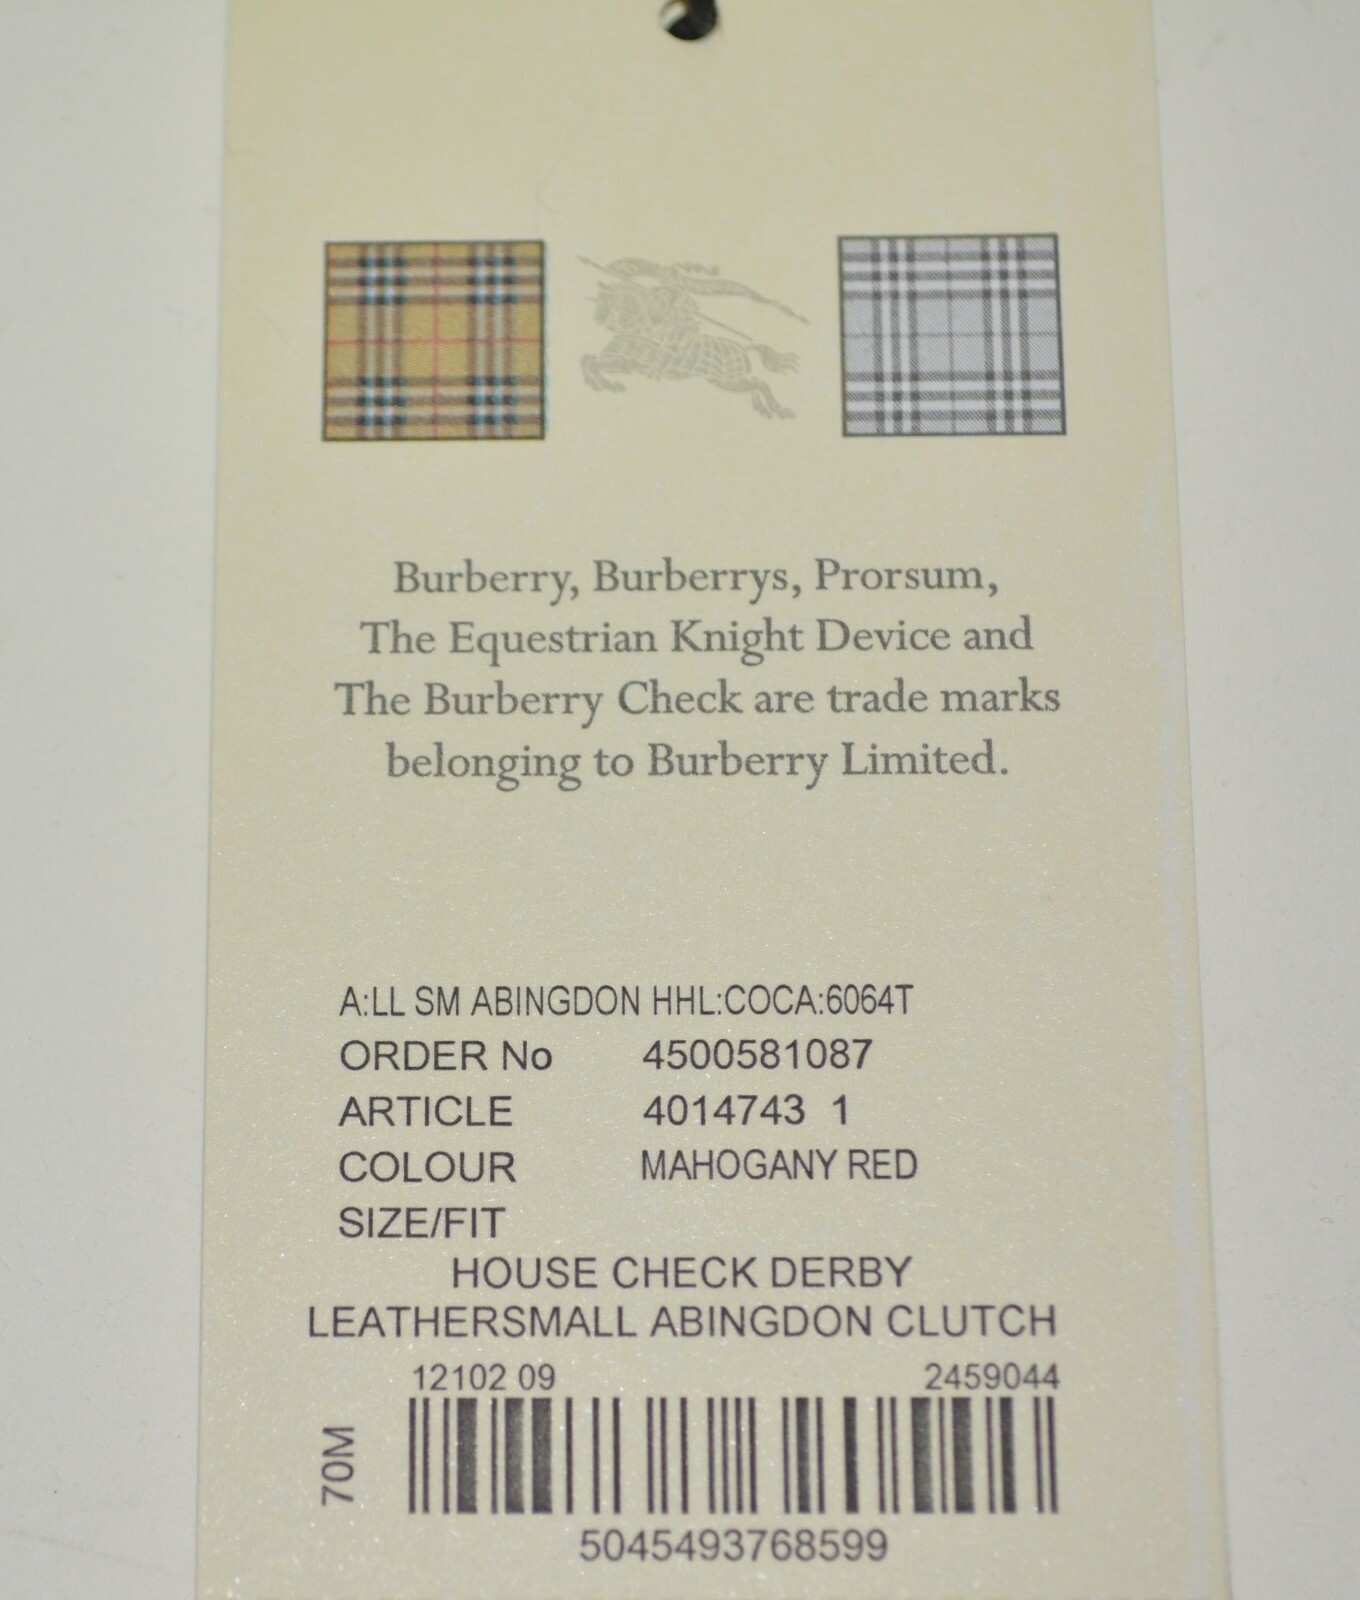 Burberry, Burberrys, Prorsum,
The Equestrian Knight Device and
The Burberry Check are trade marks
belonging to Burberry Limited.
A:LL SM ABINGDON HHL:COCA:6064T
ORDER No 4500581087
ARTICLE 4014743 1
COLOUR MAHOGANY RED
SIZE/FIT
HOUSE CHECK DERBY
LEATHERSMALL ABINGDON CLUTCH
12102 09 2459044
70M
5045493768599